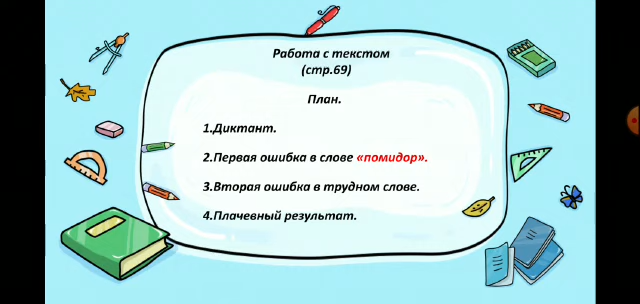 Работа с текстом
(стр.69)
План.
1.Диктант.
2.Первая ошибка в слове «помидор».
3.Вторая ошибка в трудном слове.
4.Плачевный результат.